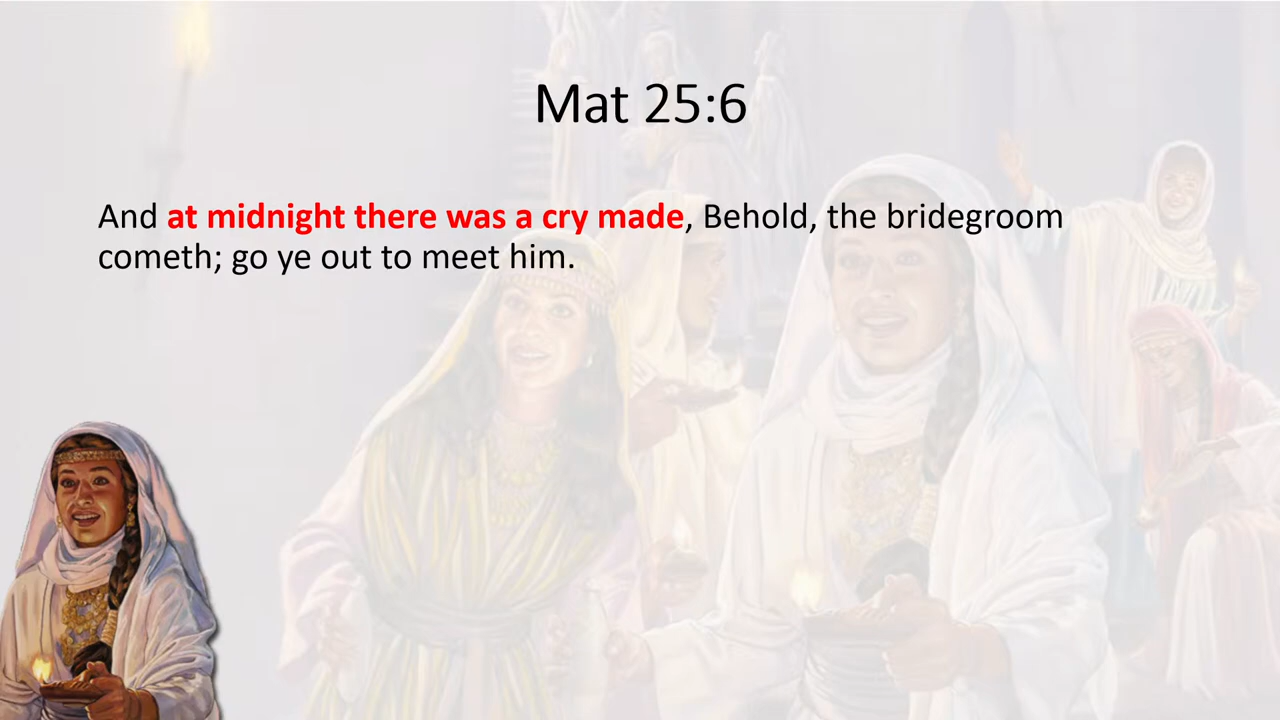 Mat 25:6
And at midnight there was a cry made, Behold, the bridegroom
cometh; go ye out to meet him.